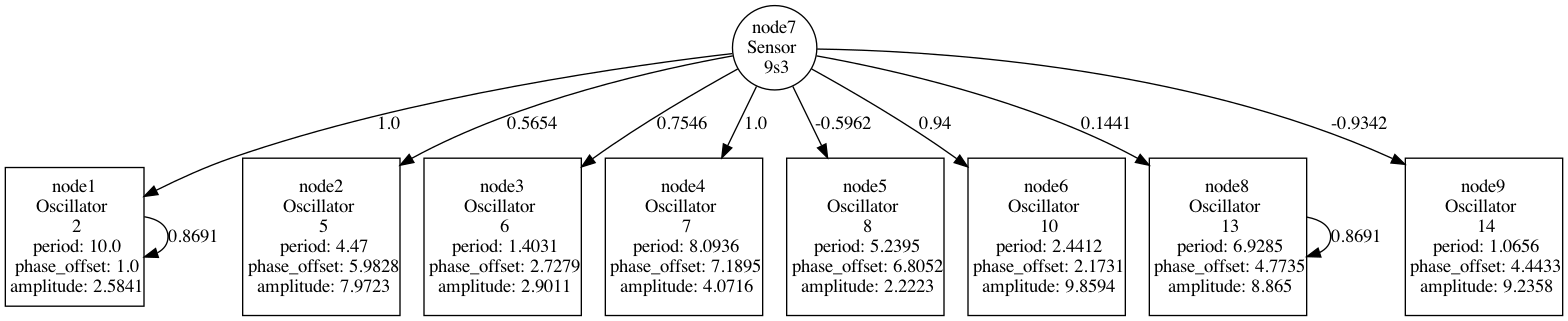 node7
Sensor
9s3
1.0
0.5654
0.7546
1.0
-0.5962
0.94
0.1441
-0.9342
node1
Oscillator
2
period: 10.0
phase_offset: 1.0
amplitude: 2.5841
0.8691
node2
Oscillator
5
period: 4.47
phase_offset: 5.9828
amplitude: 7.9723
node3
Oscillator
6
period: 1.4031
phase_offset: 2.7279
amplitude: 2.9011
node4
Oscillator
7
period: 8.0936
phase_offset: 7.1895
amplitude: 4.0716
node5
Oscillator
8
period: 5.2395
phase_offset: 6.8052
amplitude: 2.2223
node6
Oscillator
10
period: 2.4412
phase_offset: 2.1731
amplitude: 9.8594
node8
Oscillator
13
period: 6.9285
phase_offset: 4.7735
amplitude: 8.865
0.8691
node9
Oscillator
14
period: 1.0656
phase_offset: 4.4433
amplitude: 9.2358